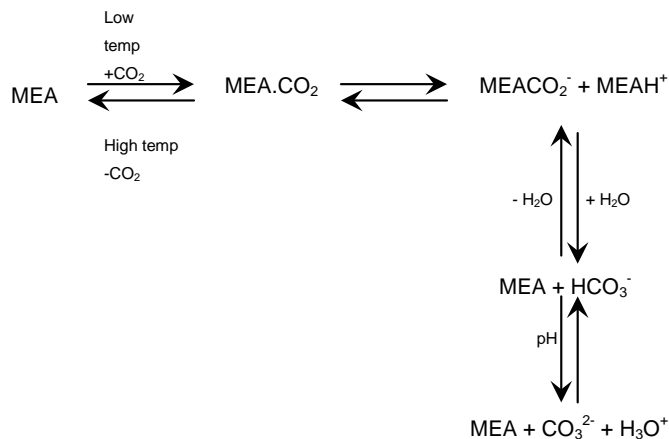 Low
temp
+CO₂
MEA
MEA.CO₂
MEACO₂⁻ + MEAH⁺
High temp
-CO₂
- H₂O
+ H₂O
MEA + HCO₃⁻
pH
MEA + CO₃²⁻ + H₃O⁺